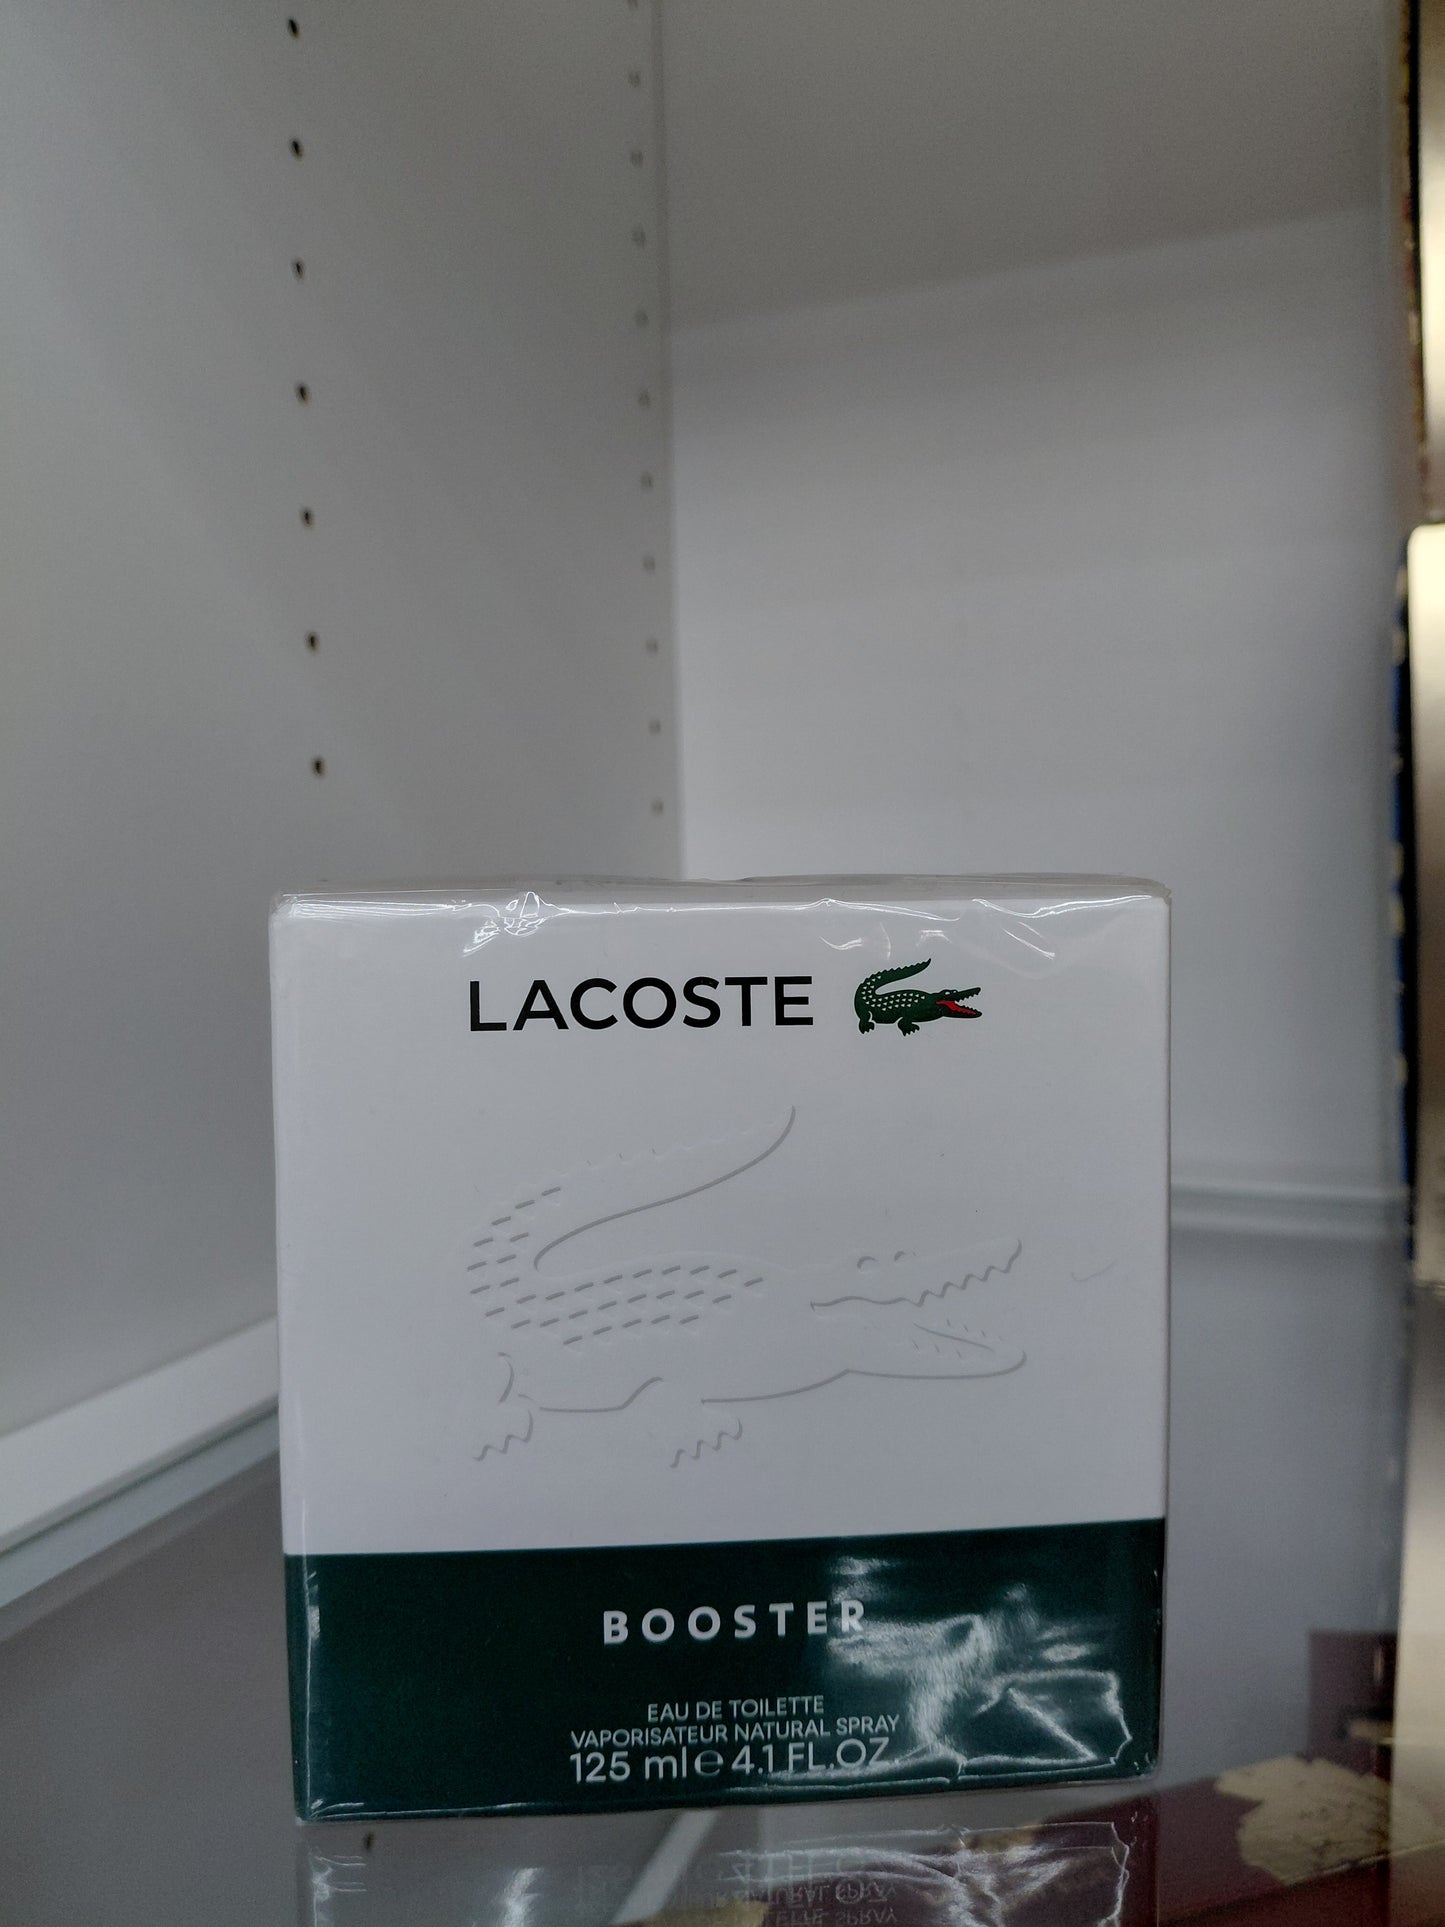 LACOSTE
BOOSTER
EAU DE TOILETTE
VAPORISATEUR NATURAL SPRAY
125 ml e 4.1 FL.OZ.